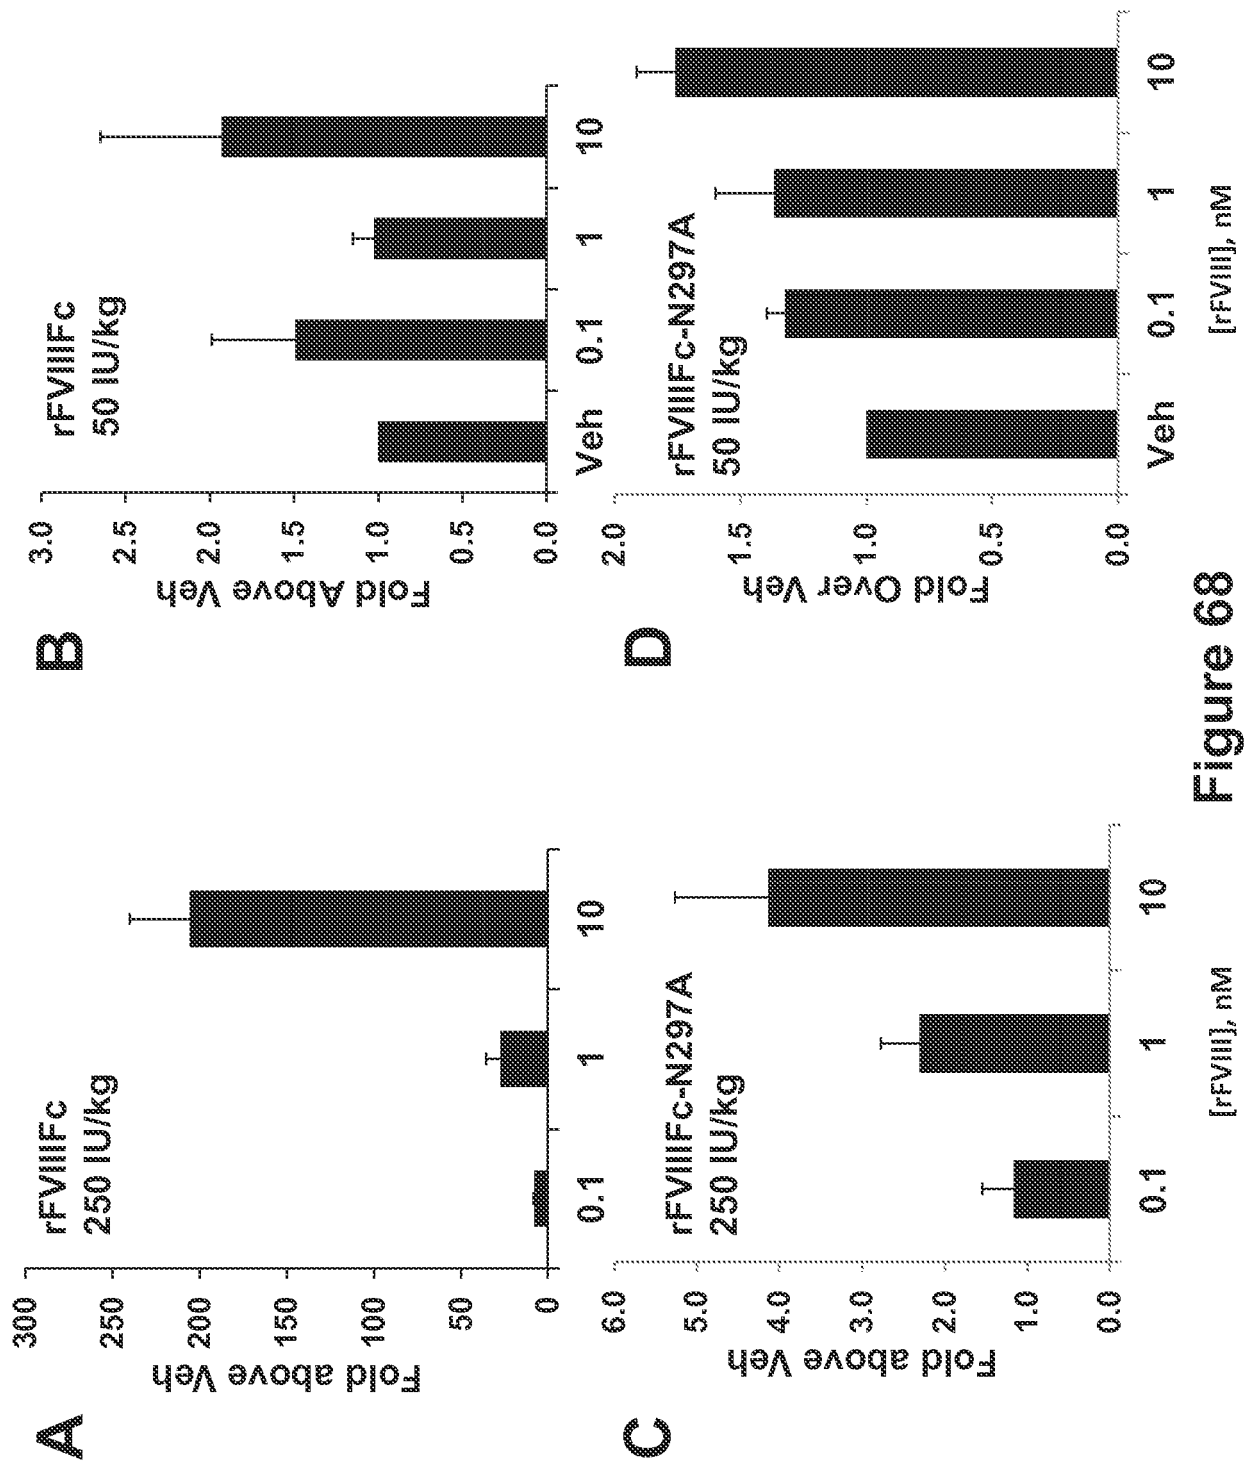 A
rFVIIIFc
250 IU/kg
Fold above Veh
300
250
200
150
100
50
0
0.1
1
10
B
rFVIIIFc
50 IU/kg
Fold Above Veh
3.0
2.5
2.0
1.5
1.0
0.5
0.0
Veh
0.1
1
10
C
rFVIIIFc-N297A
250 IU/kg
Fold above Veh
6.0
5.0
4.0
3.0
2.0
1.0
0.0
0.1
1
10
[rFVIII], nM
D
rFVIIIFc-N297A
50 IU/kg
Fold Over Veh
2.0
1.5
1.0
0.5
0.0
Veh
0.1
1
10
[rFVIII], nM
Figure 68